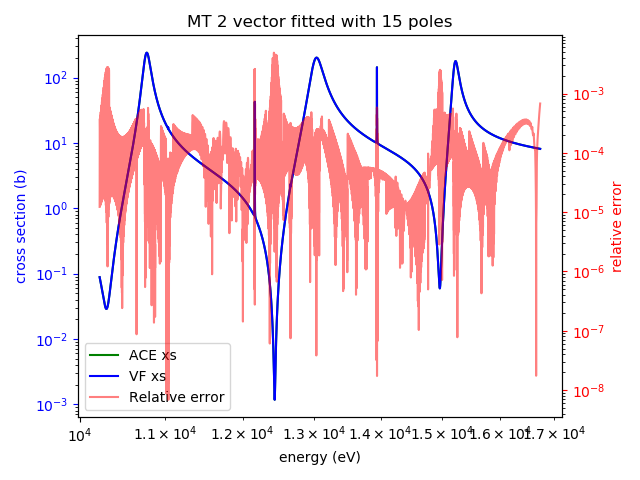 MT 2 vector fitted with 15 poles
10²
10¹
10⁰
10⁻¹
10⁻²
10⁻³
cross section (b)
10⁻³
10⁻⁴
10⁻⁵
10⁻⁶
10⁻⁷
10⁻⁸
relative error
ACE xs
VF xs
Relative error
10⁴ 1.1 × 10⁴ 1.2 × 10⁴ 1.3 × 10⁴ 1.4 × 10⁴ 1.5 × 10⁴ 1.6 × 10⁴ 1.7 × 10⁴
energy (eV)